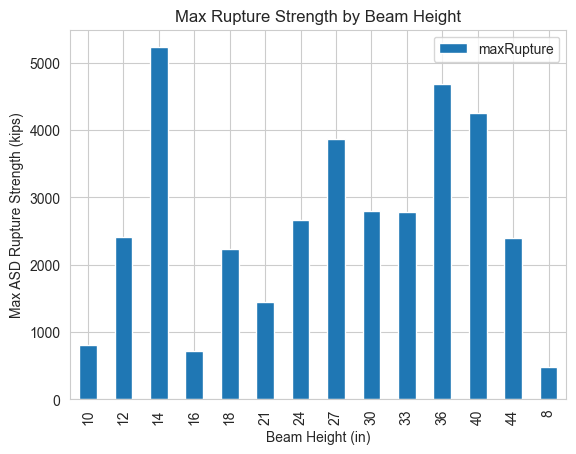 Max Rupture Strength by Beam Height
maxRupture
Max ASD Rupture Strength (kips)
5000
4000
3000
2000
1000
0
10 12 14 16 18 21 24 27 30 33 36 40 44 8
Beam Height (in)